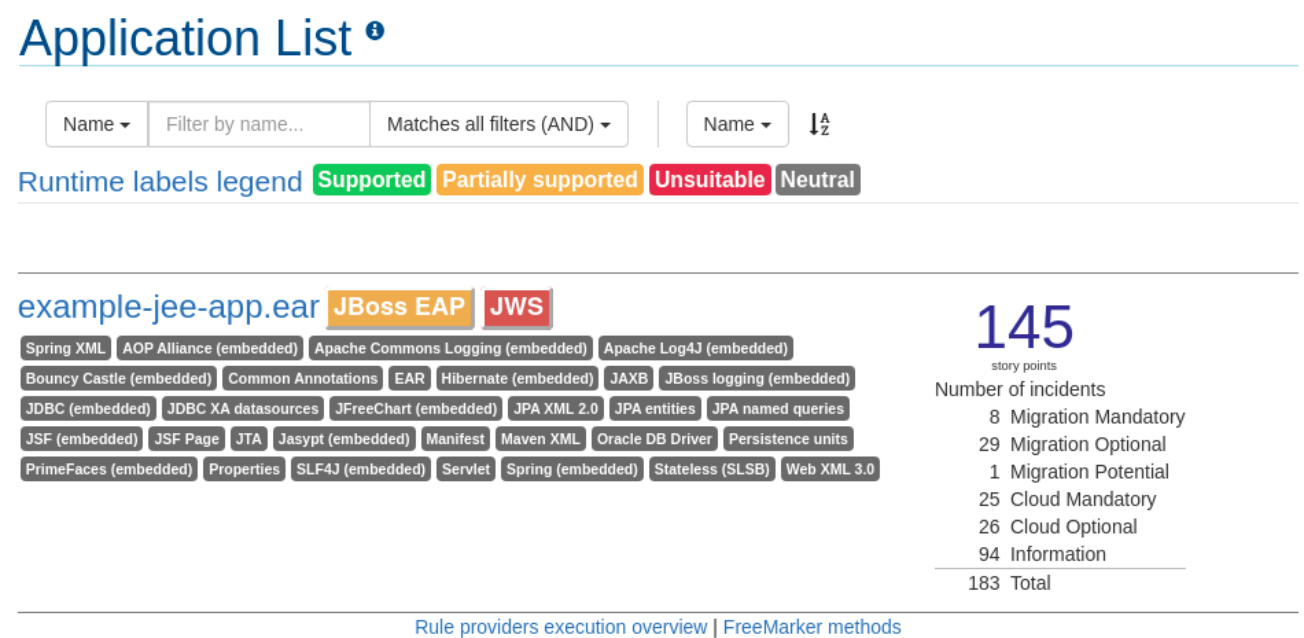 Application List
Name Filter by name... Matches all filters (AND) Name A Z
Runtime labels legend Supported Partially supported Unsuitable Neutral
example-jee-app.ear JBoss EAP JWS
Spring XML AOP Alliance (embedded) Apache Commons Logging (embedded) Apache Log4J (embedded)
Bouncy Castle (embedded) Common Annotations EAR Hibernate (embedded) JAXB JBoss logging (embedded)
JDBC (embedded) JDBC XA datasources JFreeChart (embedded) JPA XML 2.0 JPA entities JPA named queries
JSF (embedded) JSF Page JTA Jasypt (embedded) Manifest Maven XML Oracle DB Driver Persistence units
PrimeFaces (embedded) Properties SLF4J (embedded) Servlet Spring (embedded) Stateless (SLSB) Web XML 3.0
145
story points
Number of incidents
8 Migration Mandatory
29 Migration Optional
1 Migration Potential
25 Cloud Mandatory
26 Cloud Optional
94 Information
183 Total
Rule providers execution overview | FreeMarker methods